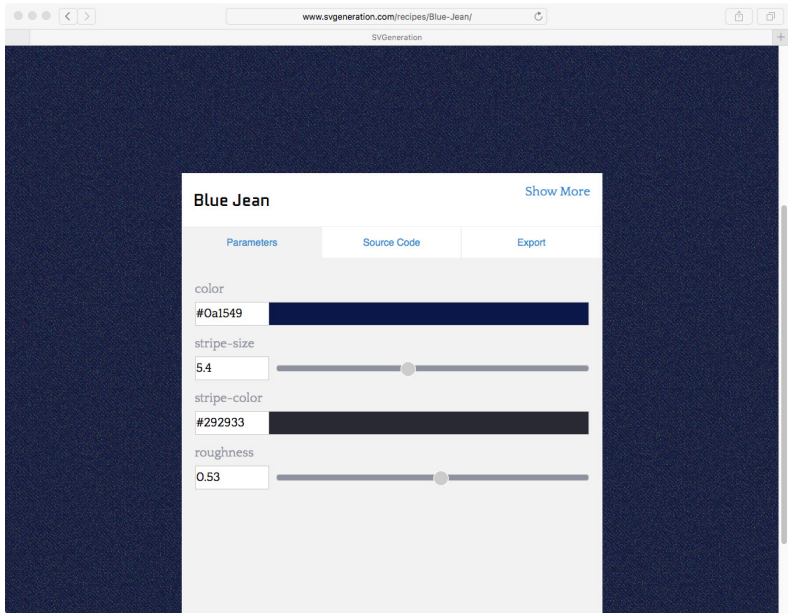 www.svgeneration.com/recipes/Blue-Jean/
SVGeneration
Blue Jean
Show More
Parameters
Source Code
Export
color
#0a1549
stripe-size
5.4
stripe-color
#292933
roughness
0.53